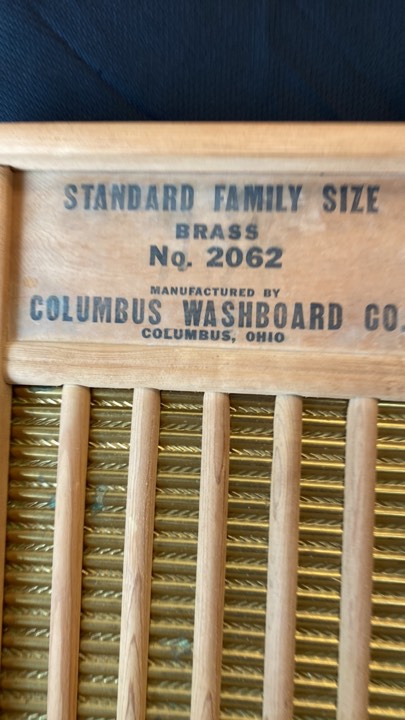 STANDARD FAMILY SIZE
BRASS
No. 2062
MANUFACTURED BY
COLUMBUS WASHBOARD CO.
COLUMBUS, OHIO